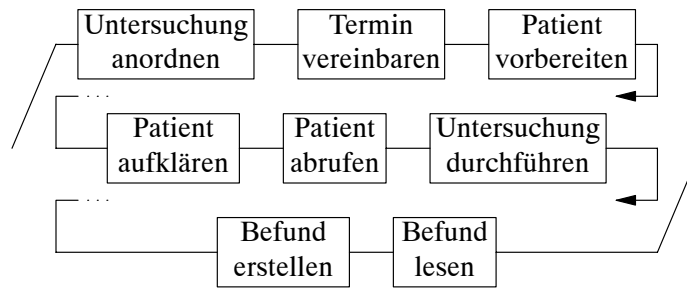 Untersuchung
anordnen
Termin
vereinbaren
Patient
vorbereiten
Patient
aufklären
Patient
abrufen
Untersuchung
durchführen
Befund
erstellen
Befund
lesen